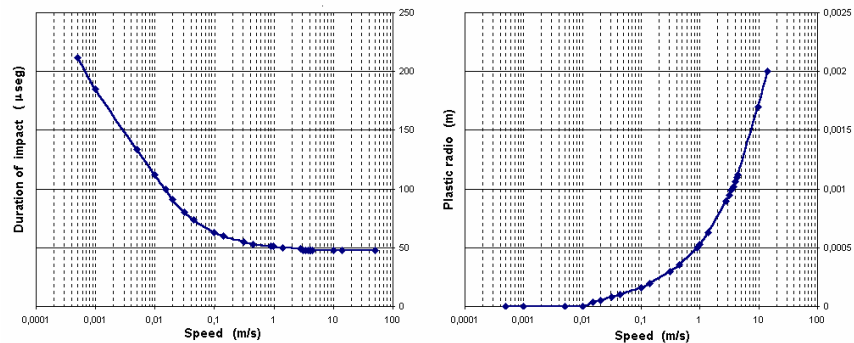 Duration of impact ( µ seg )
250
200
150
100
50
0
0,0001 0,001 0,01 0,1 1 10 100
Speed (m/s)
Plastic radio (m)
0,0025
0,002
0,0015
0,001
0,0005
0
0,0001 0,001 0,01 0,1 1 10 100
Speed (m/s)